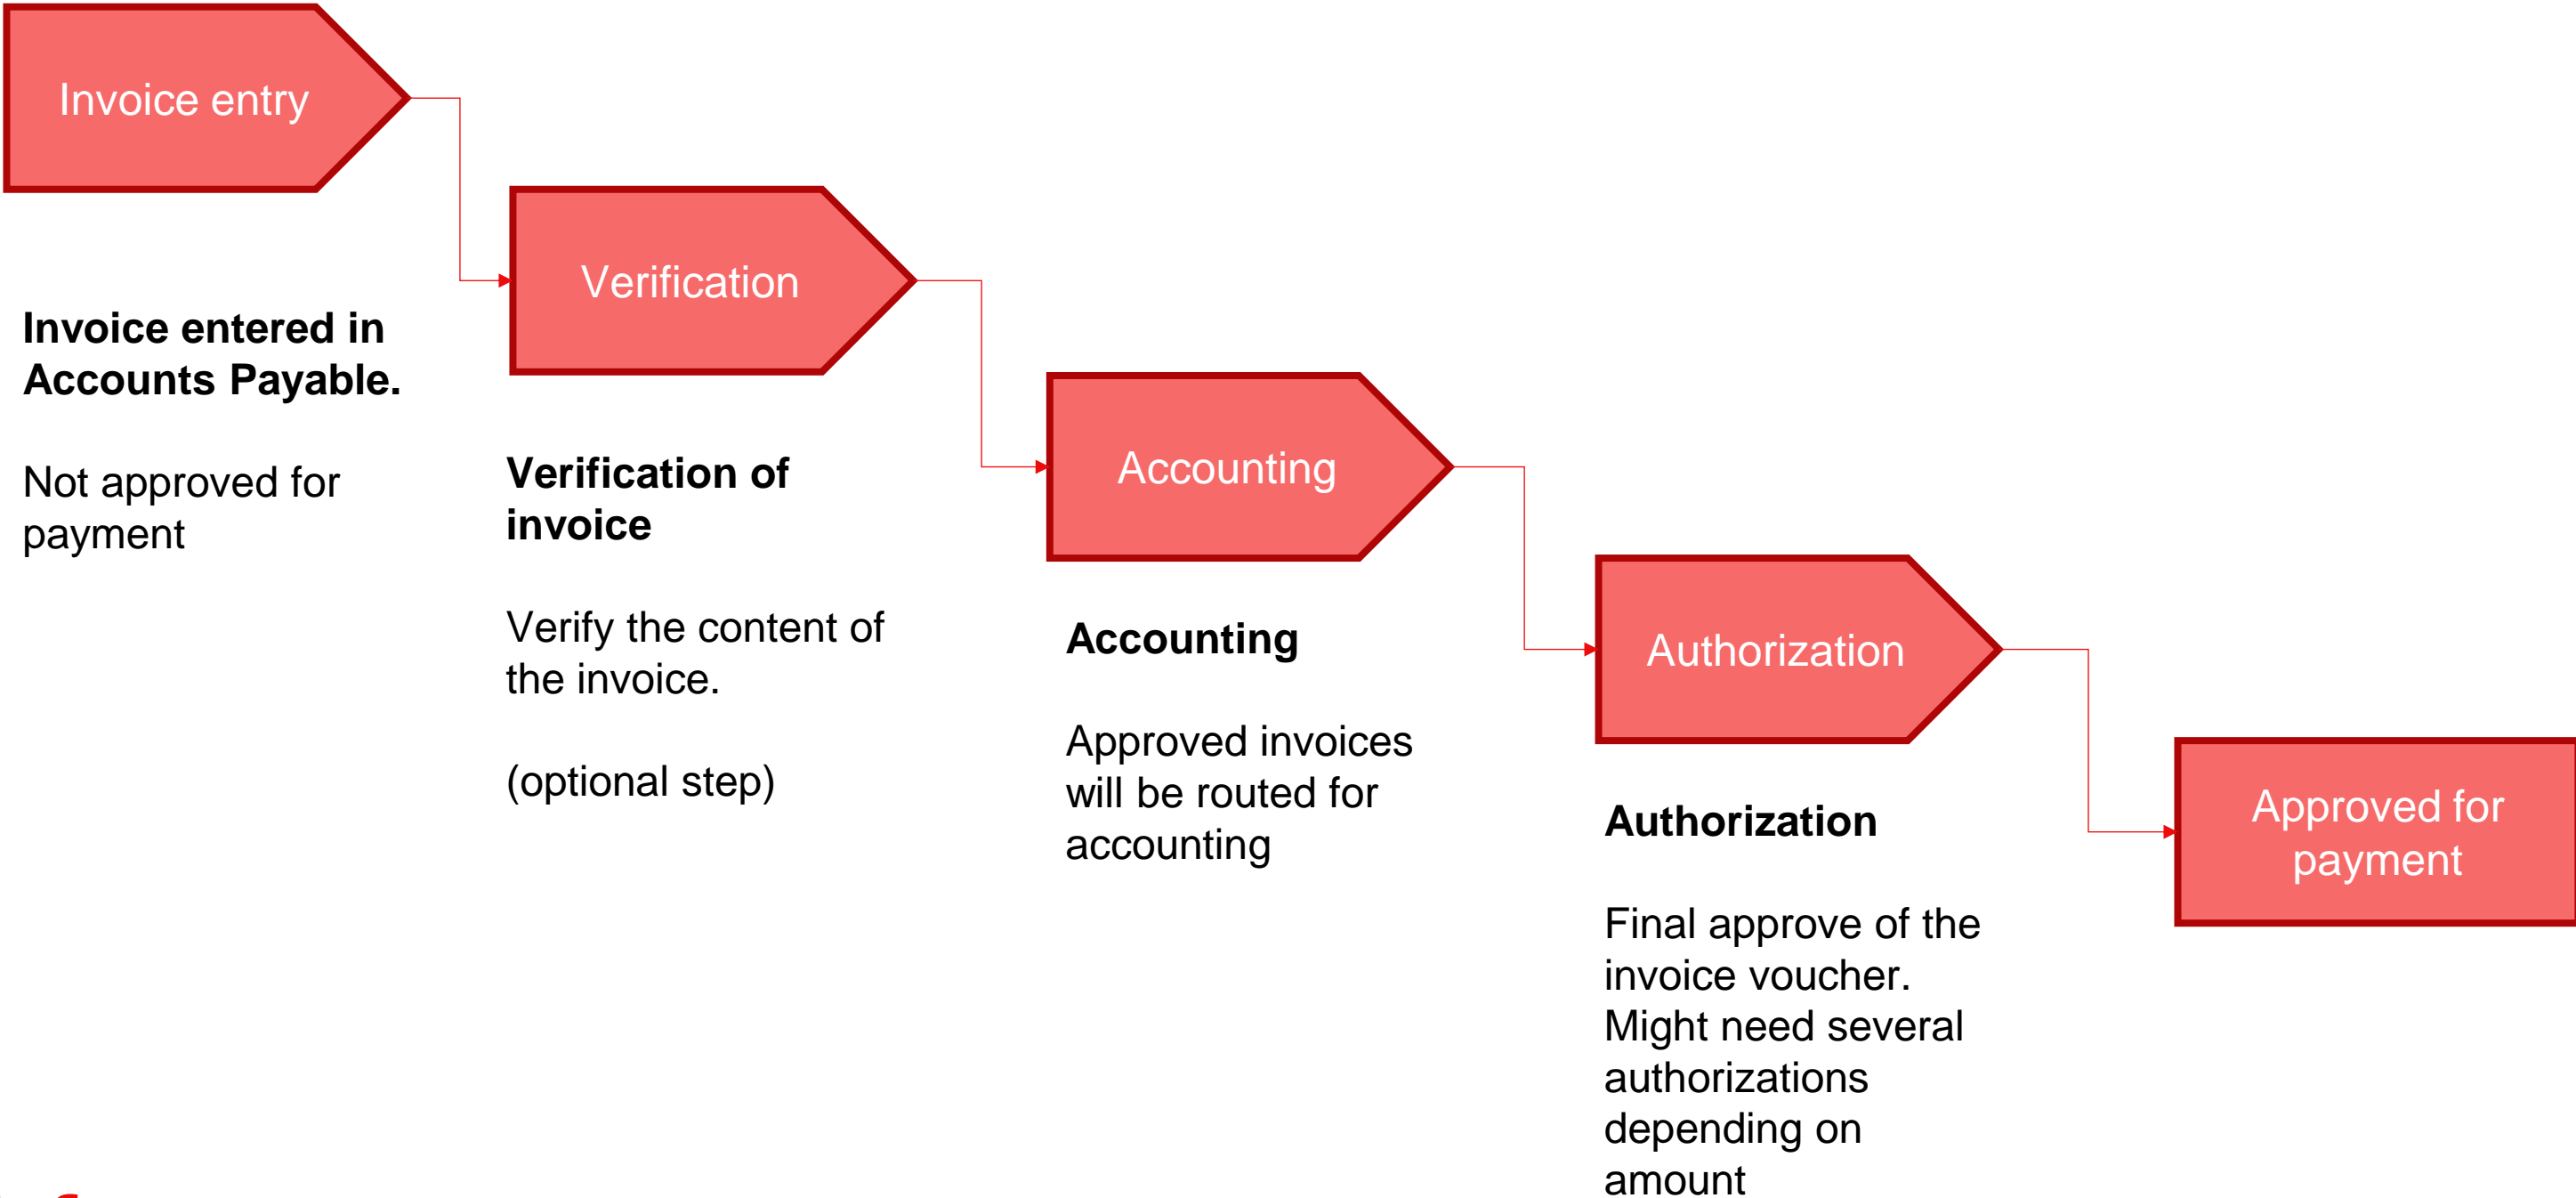 Invoice entry
Invoice entered in
Accounts Payable.
Not approved for
payment
Verification
Verification of
invoice
Verify the content of
the invoice.
(optional step)
Accounting
Accounting
Approved invoices
will be routed for
accounting
Authorization
Authorization
Final approve of the
invoice voucher.
Might need several
authorizations
depending on
amount
Approved for
payment